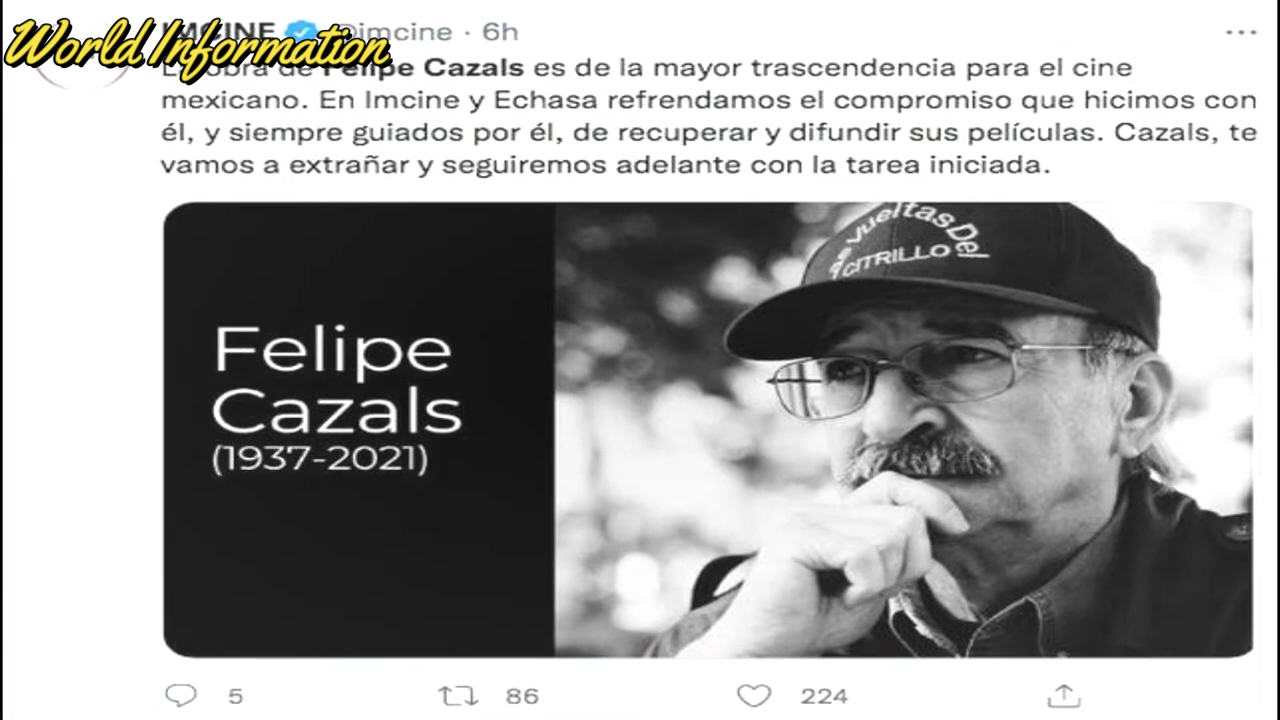 World Information
IMCINE @imcine · 6h
La obra de Felipe Cazals es de la mayor trascendencia para el cine
mexicano. En Imcine y Echasa refrendamos el compromiso que hicimos con
él, y siempre guiados por él, de recuperar y difundir sus películas. Cazals, te
vamos a extrañar y seguiremos adelante con la tarea iniciada.
Vueltas Del
CITRILLO
Felipe
Cazals
(1937-2021)
5 86 224